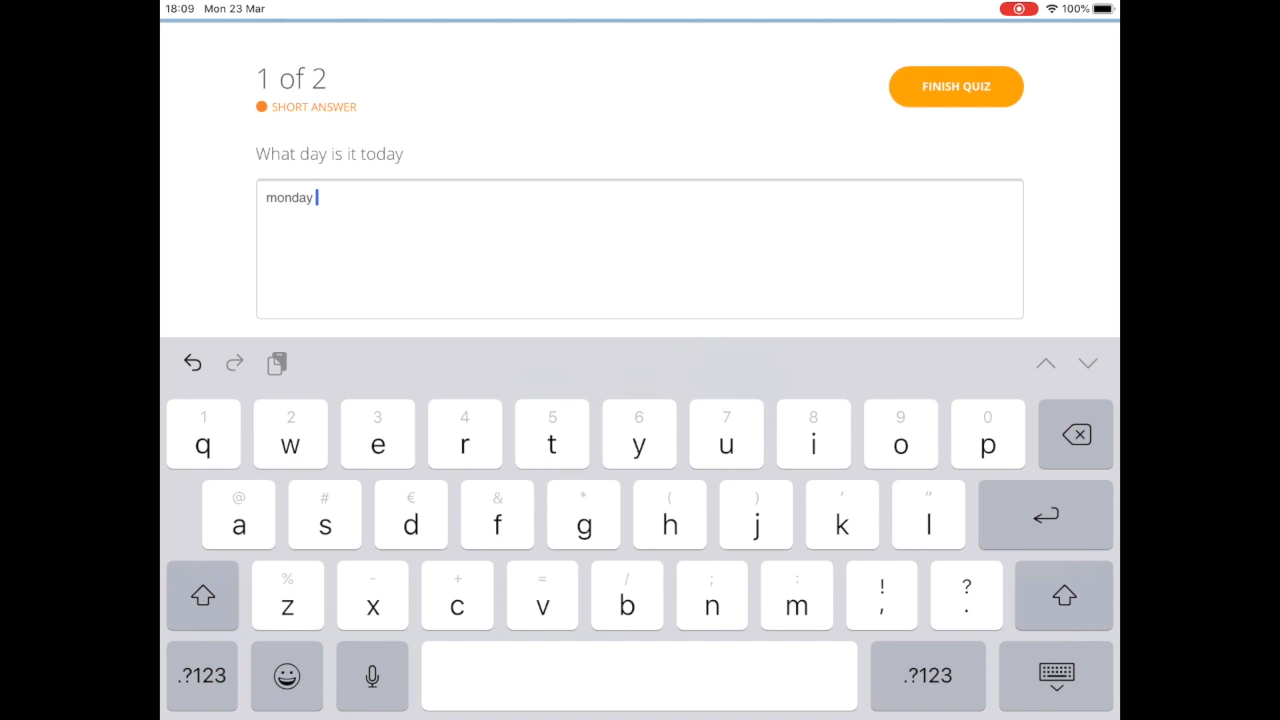 18:09 Mon 23 Mar 100%
1 of 2
SHORT ANSWER
FINISH QUIZ
What day is it today
monday
1 2 3 4 5 6 7 8 9 0
q w e r t y u i o p
@ # € & * ( ) ' "
a s d f g h j k l
% - + = / ; : ! ?
z x c v b n m , .
.?123 .?123